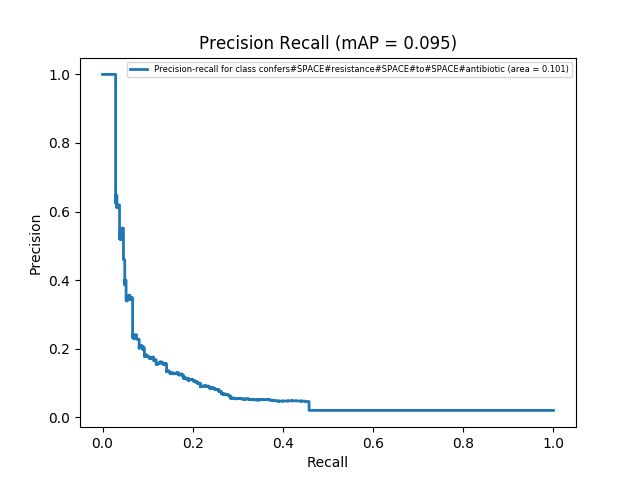 Precision Recall (mAP = 0.095)
Precision-recall for class confers#SPACE#resistance#SPACE#to#SPACE#antibiotic (area = 0.101)
1.0
0.8
0.6
0.4
0.2
0.0
Precision
0.0 0.2 0.4 0.6 0.8 1.0
Recall